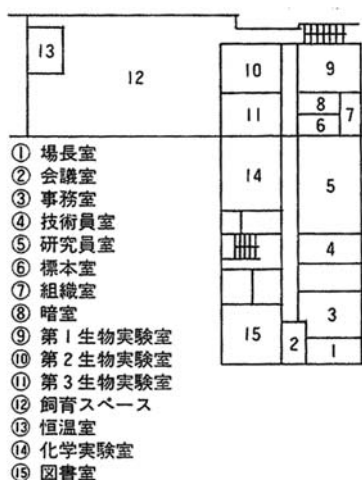 13
12
10
9
11
8
7
6
14
5
4
3
15
2
1
① 場長室
② 会議室
③ 事務室
④ 技術員室
⑤ 研究員室
⑥ 標本室
⑦ 組織室
⑧ 暗室
⑨ 第1生物実験室
⑩ 第2生物実験室
⑪ 第3生物実験室
⑫ 飼育スペース
⑬ 恒温室
⑭ 化学実験室
⑮ 図書室